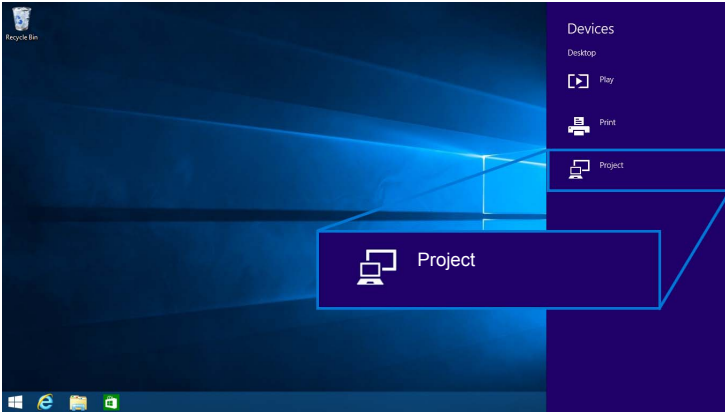 Recycle Bin
Devices
Desktop
Play
Print
Project
Project